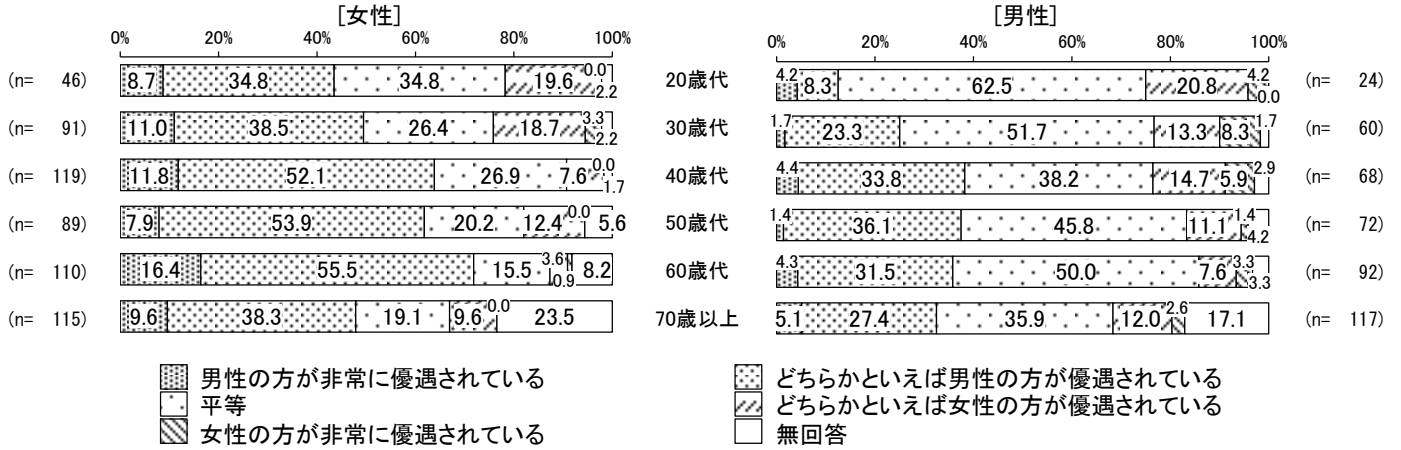 [女性] [男性]
0% 20% 40% 60% 80% 100% 0% 20% 40% 60% 80% 100%
(n= 46) 8.7 34.8 34.8 19.6 0.0 2.2 20歳代 4.2 8.3 62.5 20.8 4.2 0.0 (n= 24)
(n= 91) 11.0 38.5 26.4 18.7 3.3 2.2 30歳代 1.7 23.3 51.7 13.3 8.3 1.7 (n= 60)
(n= 119) 11.8 52.1 26.9 7.6 0.0 1.7 40歳代 4.4 33.8 38.2 14.7 5.9 2.9 (n= 68)
(n= 89) 7.9 53.9 20.2 12.4 0.0 5.6 50歳代 1.4 36.1 45.8 11.1 1.4 4.2 (n= 72)
(n= 110) 16.4 55.5 15.5 3.6 0.9 8.2 60歳代 4.3 31.5 50.0 7.6 3.3 3.3 (n= 92)
(n= 115) 9.6 38.3 19.1 9.6 0.0 23.5 70歳以上 5.1 27.4 35.9 12.0 2.6 17.1 (n= 117)
男性の方が非常に優遇されている どちらかといえば男性の方が優遇されている
平等 どちらかといえば女性の方が優遇されている
女性の方が非常に優遇されている 無回答